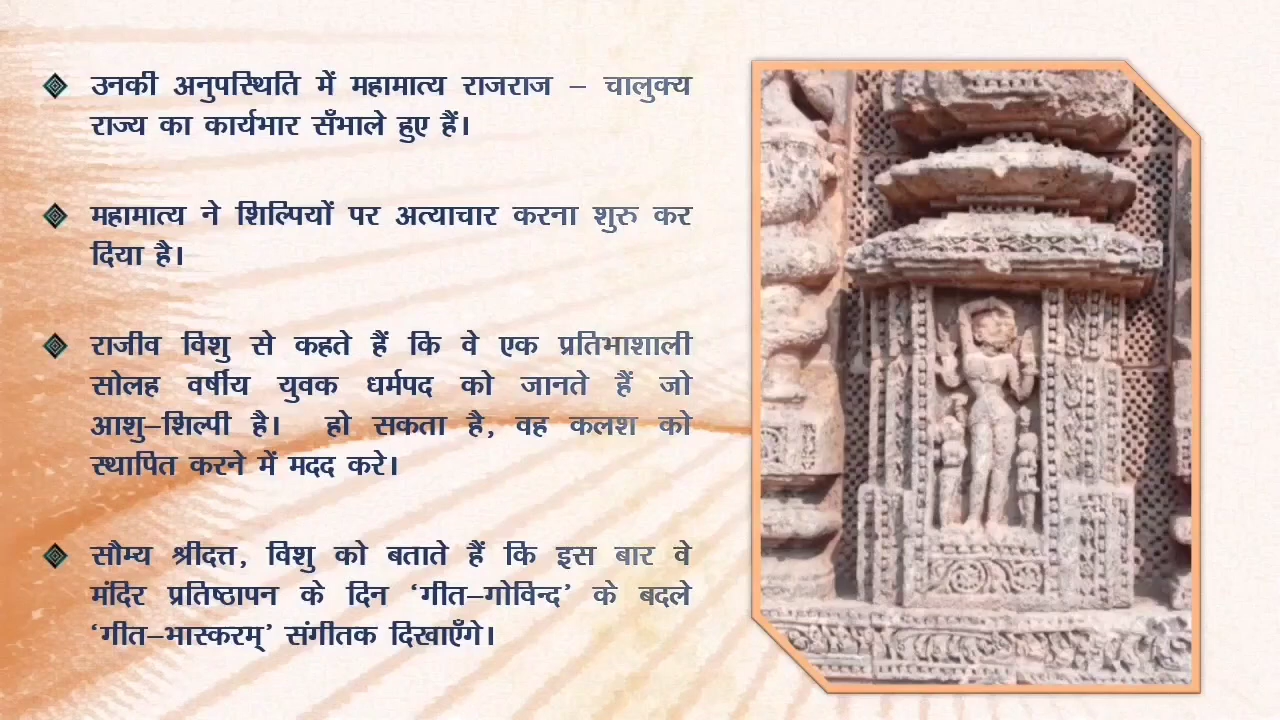 उनकी अनुपस्थिति में महामात्य राजराज – चालुक्य
राज्य का कार्यभार सँभाले हुए हैं।
महामात्य ने शिल्पियों पर अत्याचार करना शुरु कर
दिया है।
राजीव विशु से कहते हैं कि वे एक प्रतिभाशाली
सोलह वर्षीय युवक धर्मपद को जानते हैं जो
आशु–शिल्पी है। हो सकता है, वह कलश को
स्थापित करने में मदद करे।
सौम्य श्रीदत्त, विशु को बताते हैं कि इस बार वे
मंदिर प्रतिष्ठापन के दिन ‘गीत–गोविन्द’ के बदले
‘गीत–भास्करम्’ संगीतक दिखाएँगे।